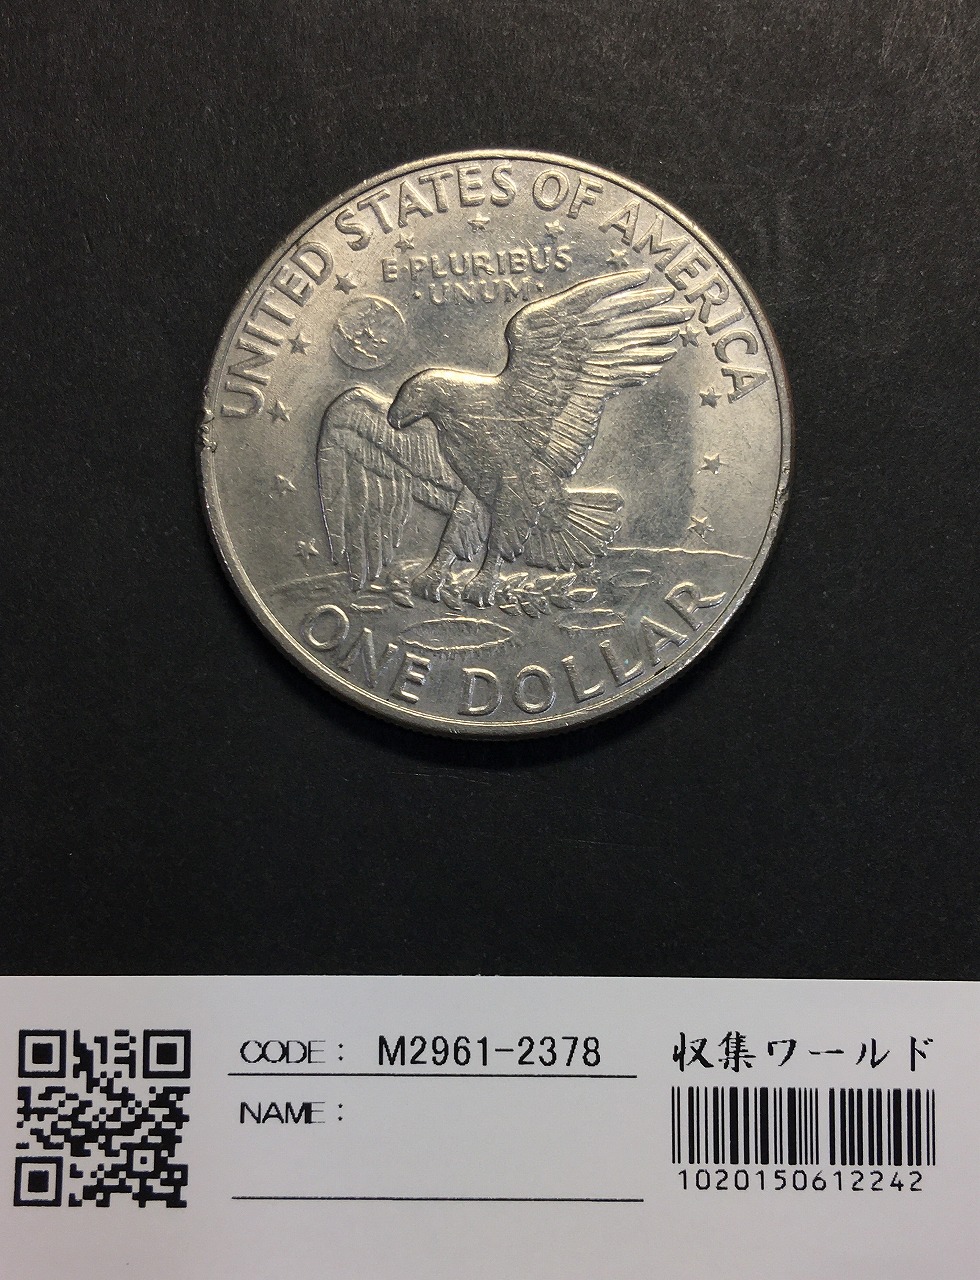 UNITED STATES OF AMERICA
E·PLURIBUS
·UNUM·
ONE DOLLAR
CODE： M2961-2378
NAME：
収集ワールド
1020150612242